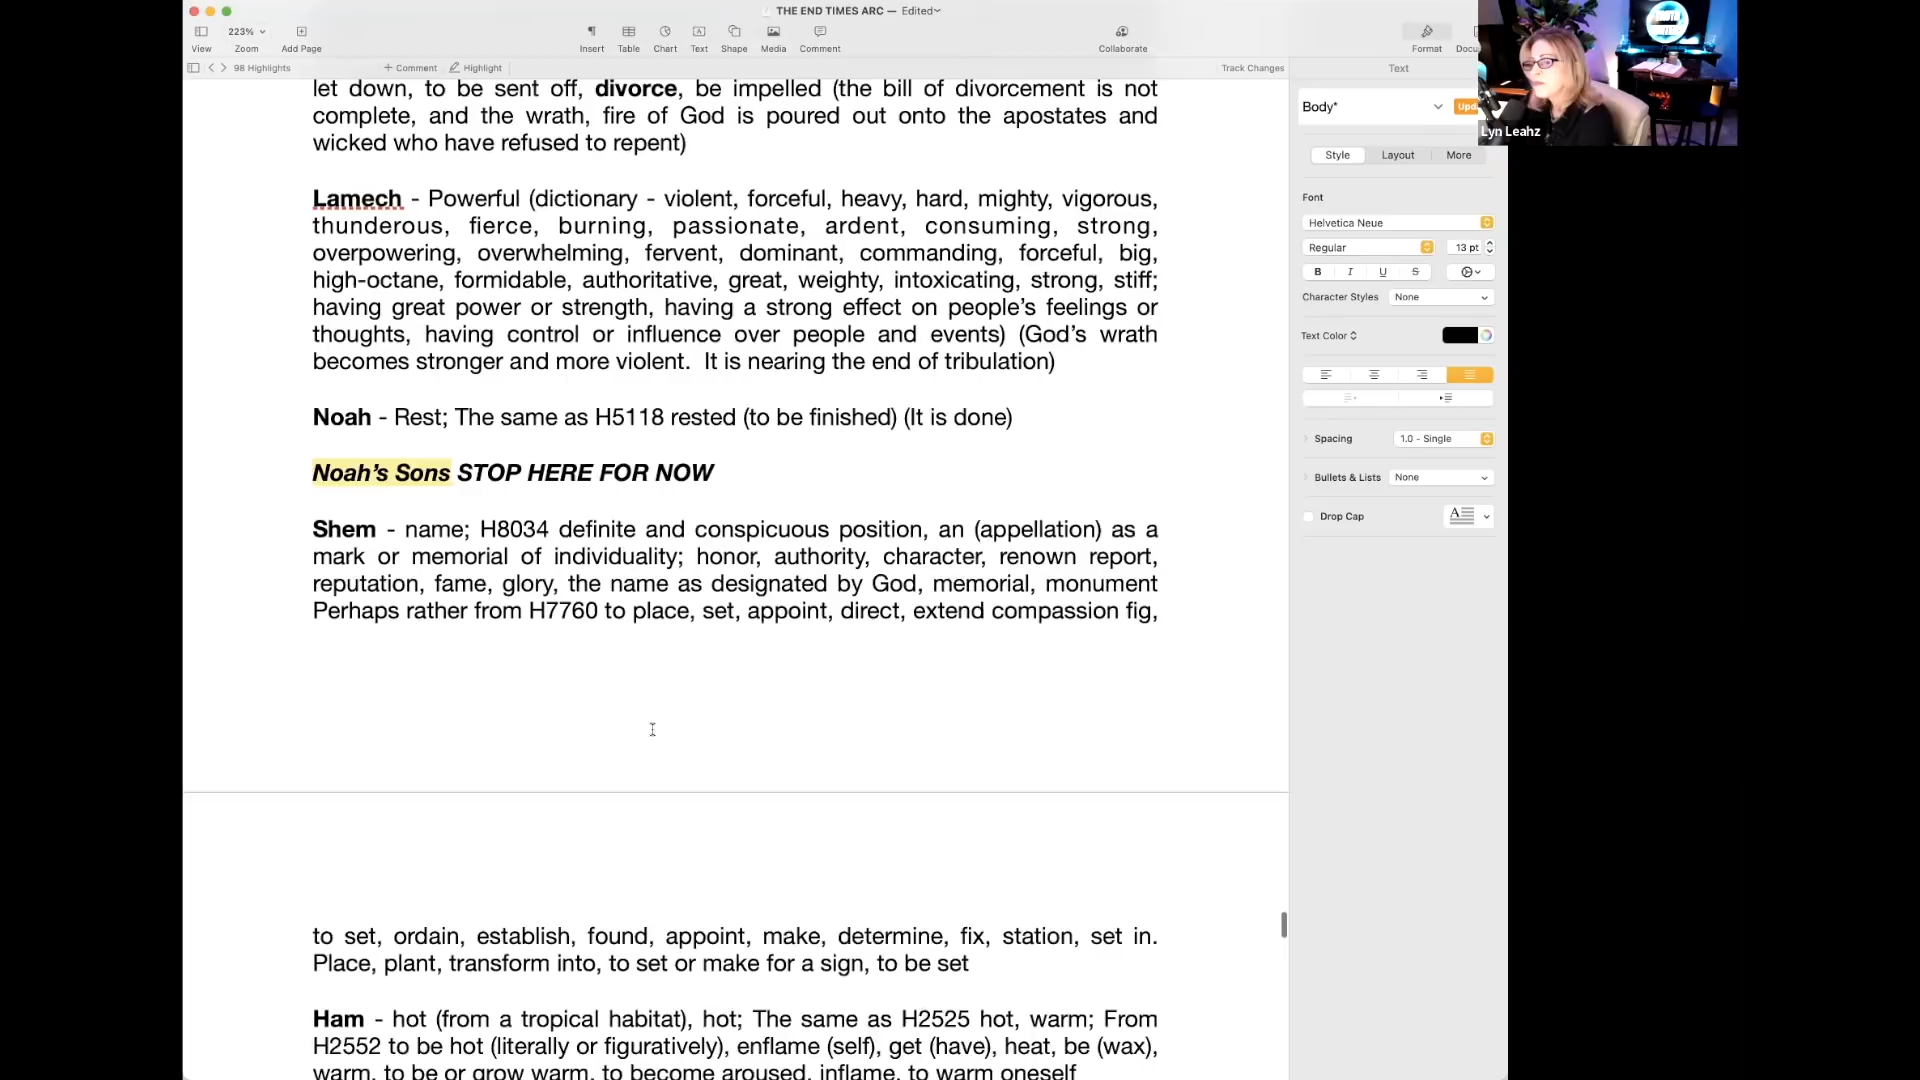 THE END TIMES ARC — Edited
223%
View
Zoom
Add Page
Insert
Table
Chart
Text
Shape
Media
Comment
Collaborate
Format
98 Highlights
+ Comment
Highlight
Track Changes
Text
let down, to be sent off, divorce, be impelled (the bill of divorcement is not
complete, and the wrath, fire of God is poured out onto the apostates and
wicked who have refused to repent)
Lamech - Powerful (dictionary - violent, forceful, heavy, hard, mighty, vigorous,
thunderous, fierce, burning, passionate, ardent, consuming, strong,
overpowering, overwhelming, fervent, dominant, commanding, forceful, big,
high-octane, formidable, authoritative, great, weighty, intoxicating, strong, stiff;
having great power or strength, having a strong effect on people's feelings or
thoughts, having control or influence over people and events) (God's wrath
becomes stronger and more violent. It is nearing the end of tribulation)
Noah - Rest; The same as H5118 rested (to be finished) (It is done)
Noah's Sons STOP HERE FOR NOW
Shem - name; H8034 definite and conspicuous position, an (appellation) as a
mark or memorial of individuality; honor, authority, character, renown report,
reputation, fame, glory, the name as designated by God, memorial, monument
Perhaps rather from H7760 to place, set, appoint, direct, extend compassion fig,
to set, ordain, establish, found, appoint, make, determine, fix, station, set in.
Place, plant, transform into, to set or make for a sign, to be set
Ham - hot (from a tropical habitat), hot; The same as H2525 hot, warm; From
H2552 to be hot (literally or figuratively), enflame (self), get (have), heat, be (wax),
warm, to be or grow warm, to become aroused, inflame, to warm oneself
Body*
Style
Layout
More
Font
Helvetica Neue
Regular
13 pt
B
I
U
S
Character Styles
None
Text Color
Spacing
1.0 - Single
Bullets & Lists
None
Drop Cap
A
Lyn Leahz